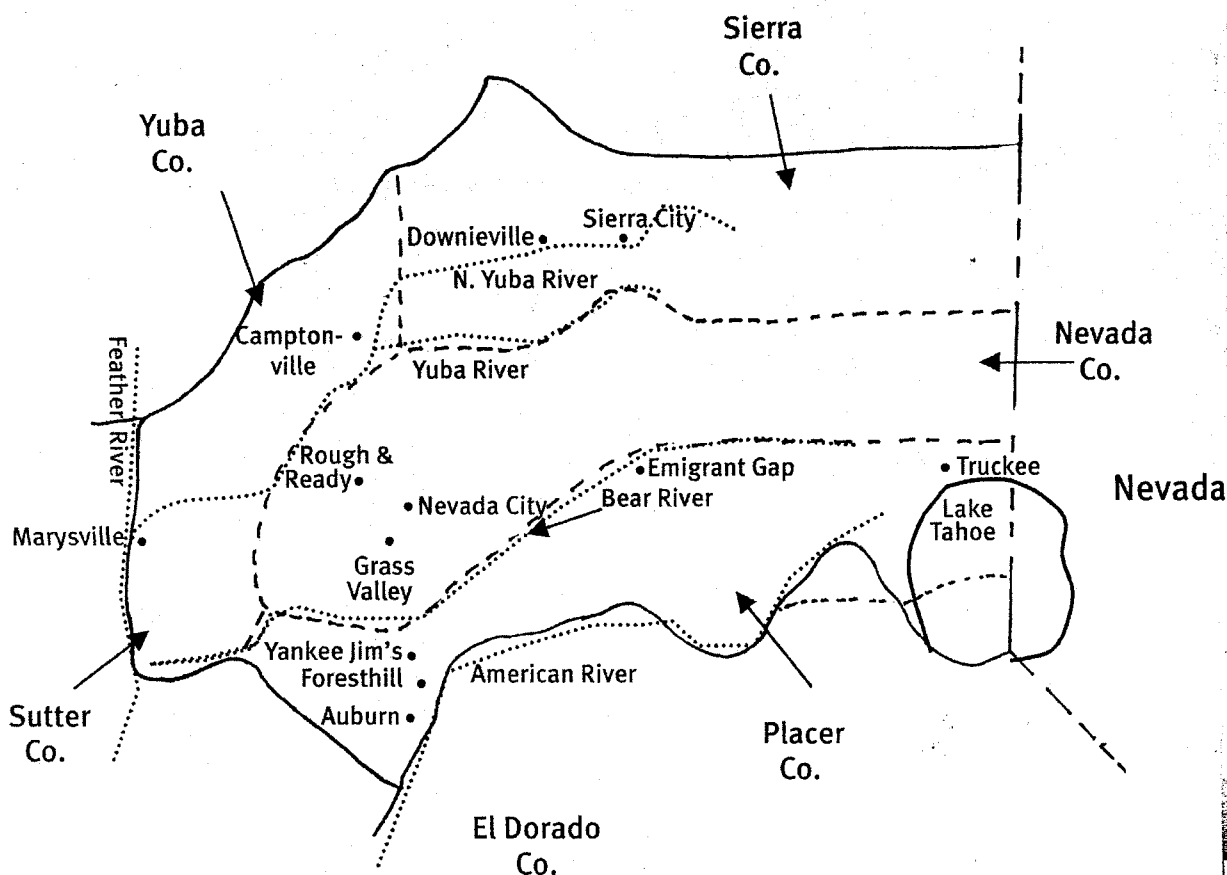 Sierra
Co.
Yuba
Co.
Sierra City
Downieville
N. Yuba River
Campton-
ville
Nevada
Co.
Yuba River
Feather River
Rough &
Ready
Emigrant Gap
Truckee
Nevada City
Bear River
Nevada
Marysville
Lake
Tahoe
Grass
Valley
Yankee Jim's
Foresthill
American River
Auburn
Sutter
Co.
Placer
Co.
El Dorado
Co.